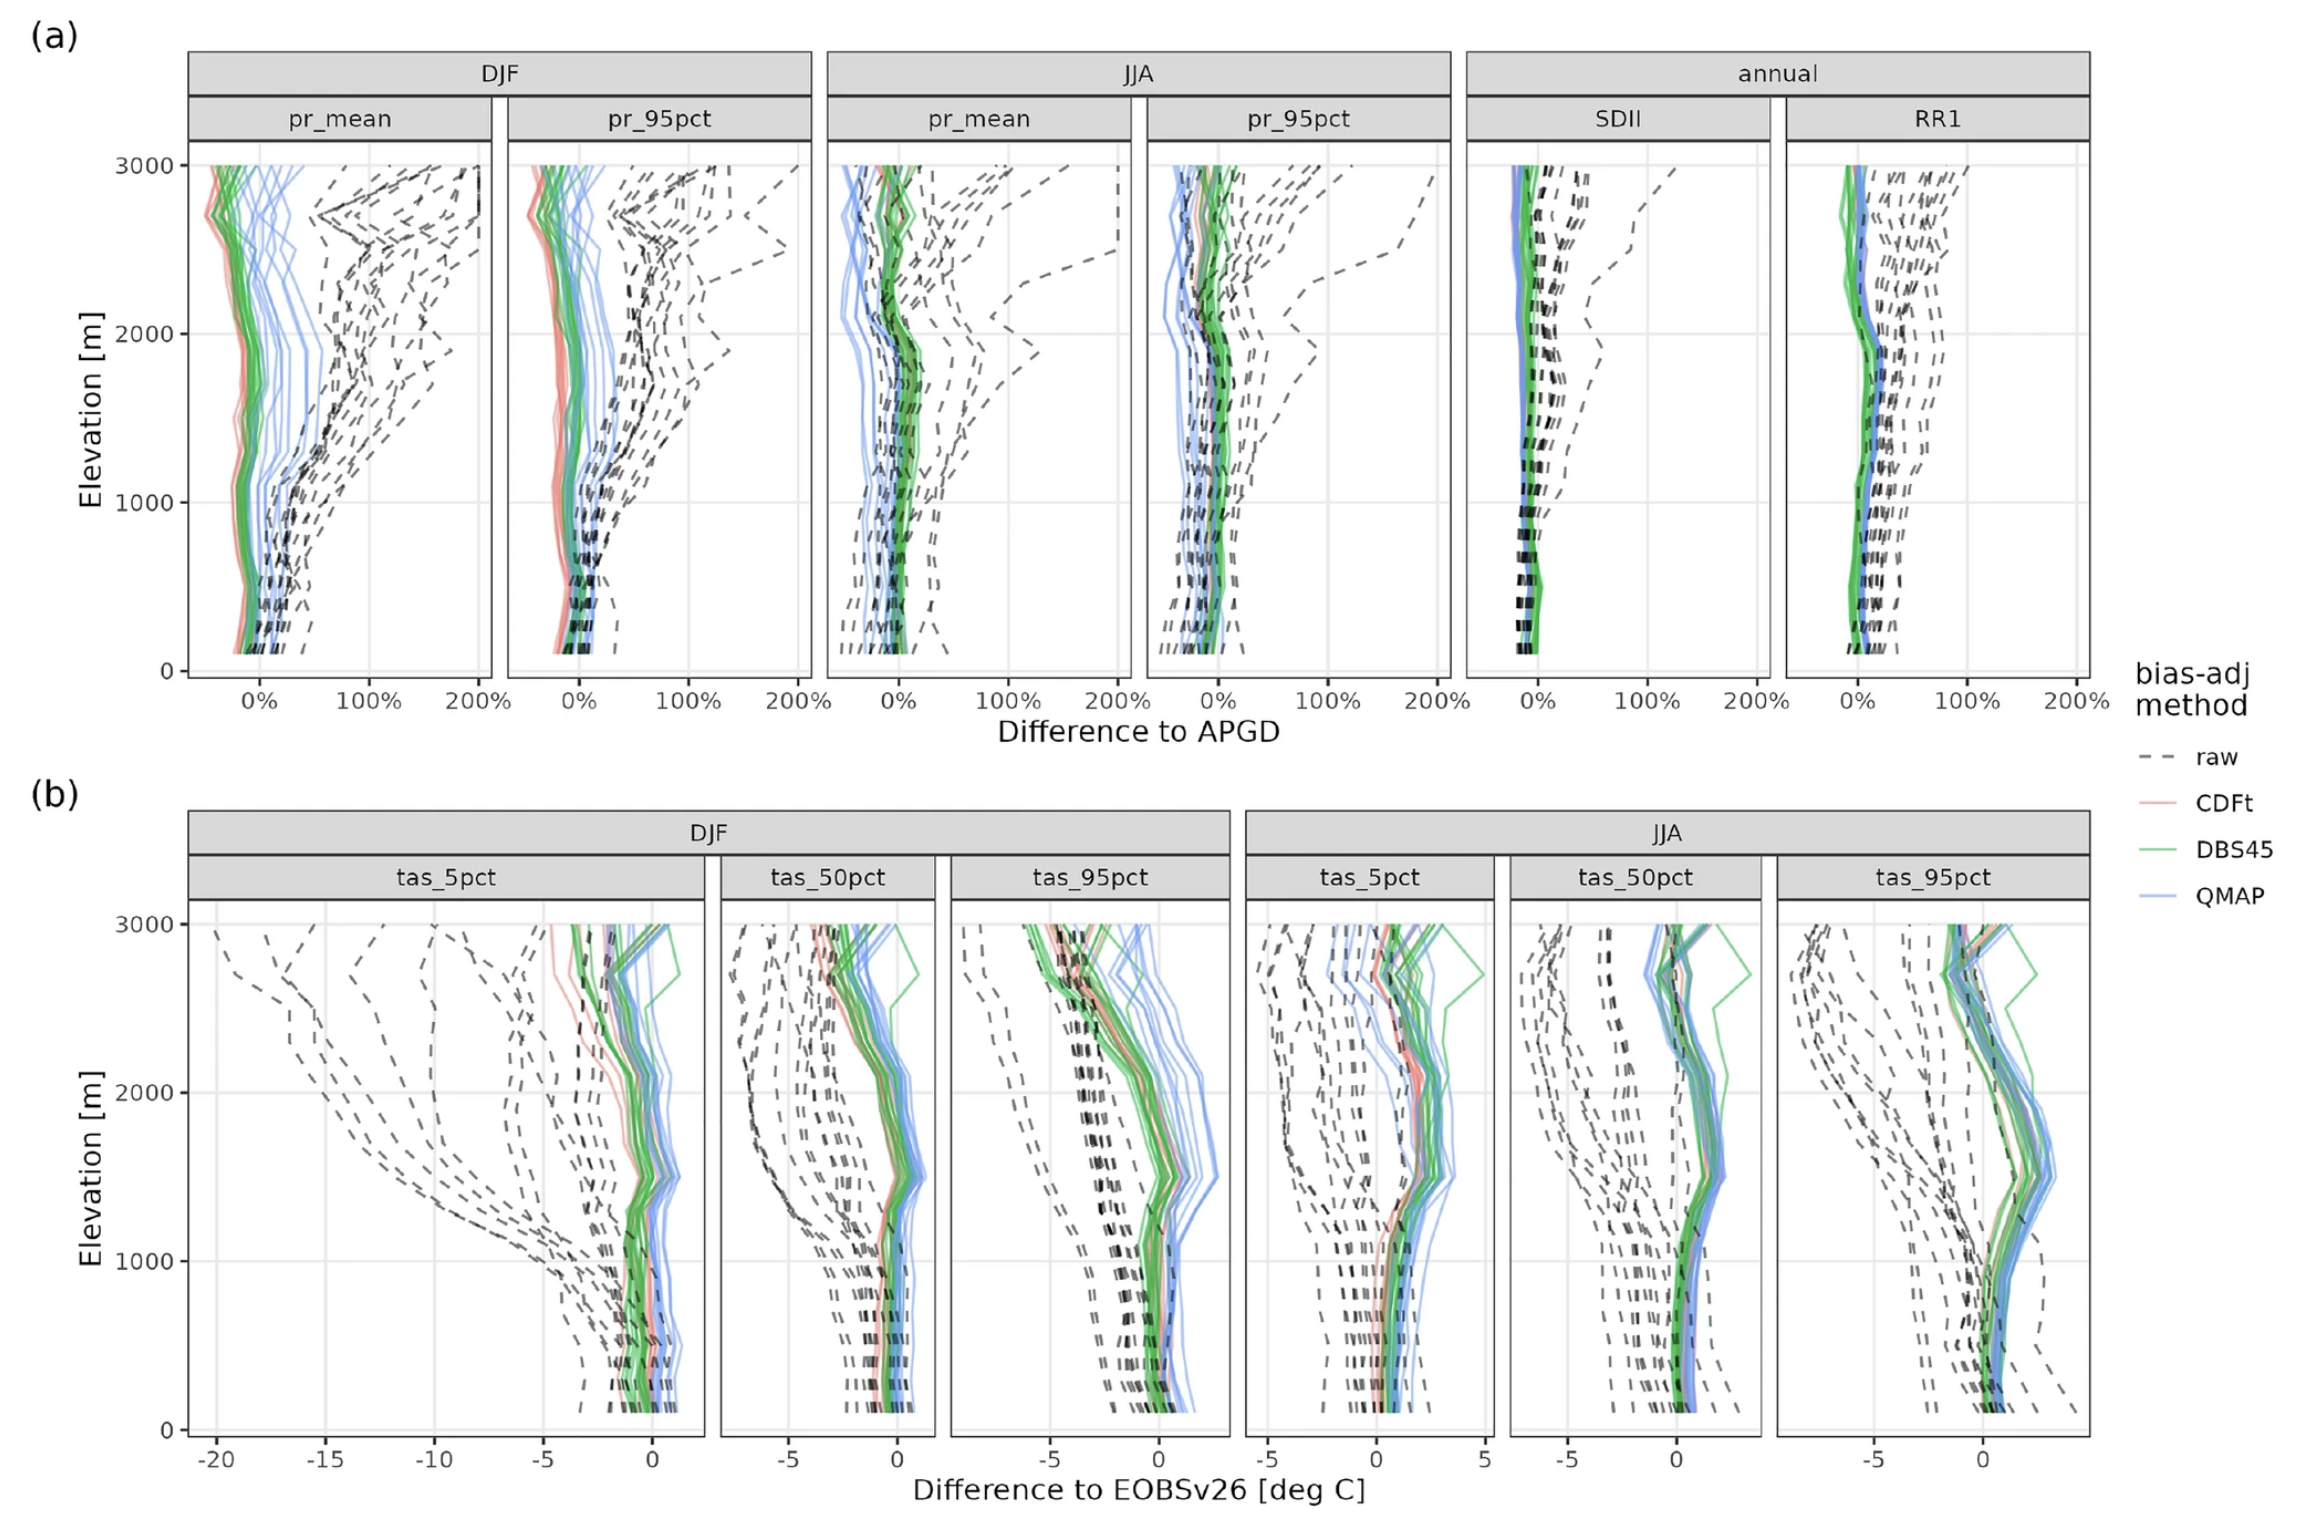 (a)
DJF JJA annual
pr_mean pr_95pct pr_mean pr_95pct SDII RR1
3000
2000
1000
0
Elevation [m]
0% 100% 200% 0% 100% 200% 0% 100% 200% 0% 100% 200% 0% 100% 200% 0% 100% 200%
Difference to APGD
bias-adj
method
raw
CDFt
DBS45
QMAP
(b)
DJF JJA
tas_5pct tas_50pct tas_95pct tas_5pct tas_50pct tas_95pct
3000
2000
1000
0
Elevation [m]
-20 -15 -10 -5 0 -5 0 -5 0 -5 0 5 -5 0 -5 0
Difference to EOBSv26 [deg C]